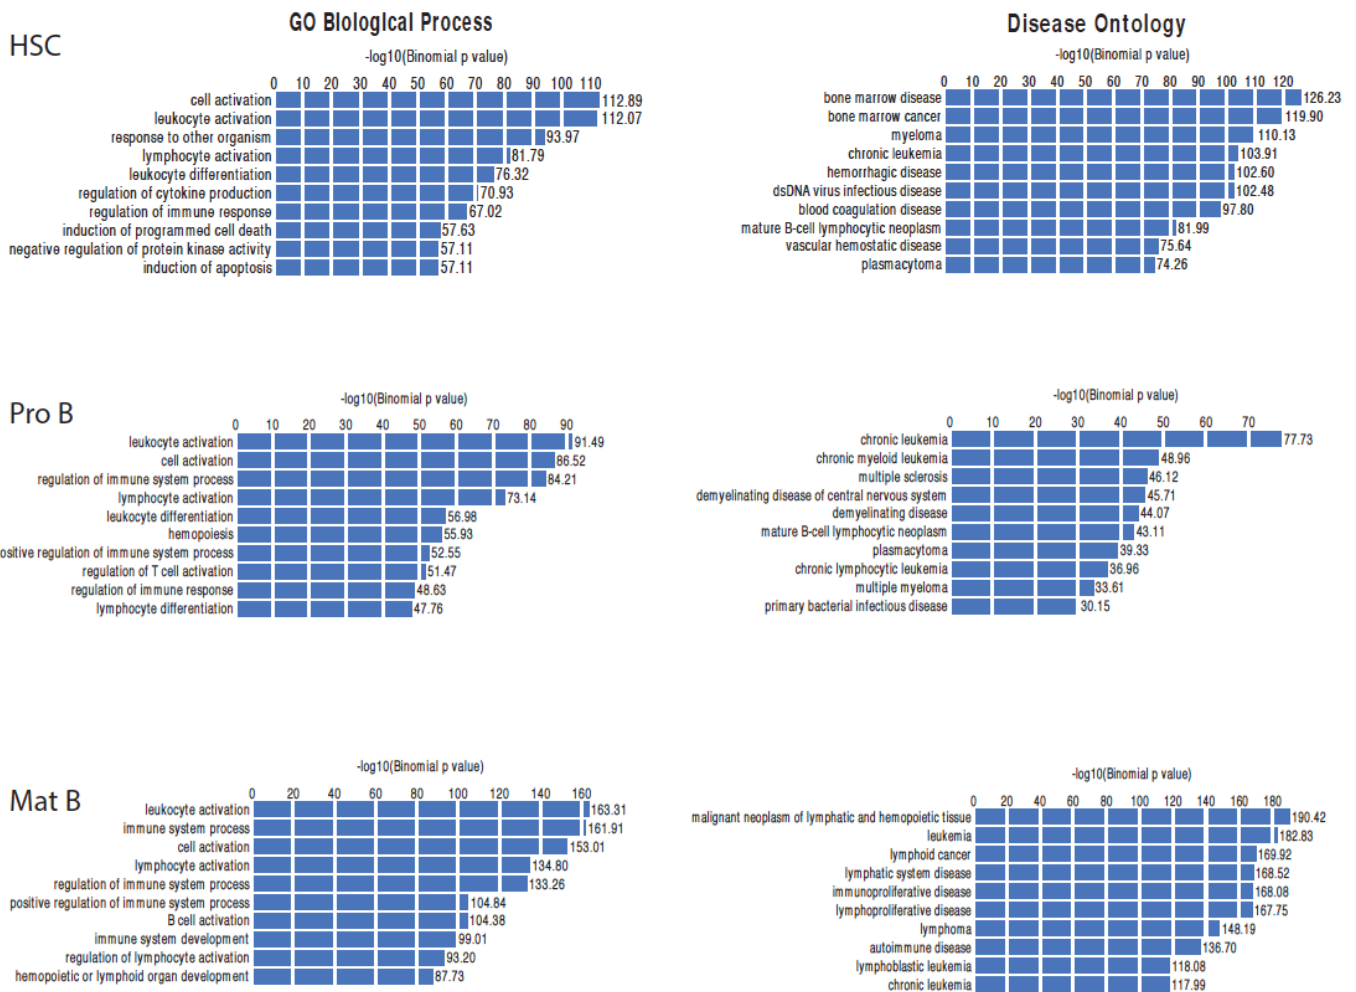 GO Biological Process
Disease Ontology
HSC
-log10(Binomial p value)
0 10 20 30 40 50 60 70 80 90 100 110
cell activation 112.89
leukocyte activation 112.07
response to other organism 93.97
lymphocyte activation 81.79
leukocyte differentiation 76.32
regulation of cytokine production 70.93
regulation of immune response 67.02
induction of programmed cell death 57.63
negative regulation of protein kinase activity 57.11
induction of apoptosis 57.11
-log10(Binomial p value)
0 10 20 30 40 50 60 70 80 90 100 110 120
bone marrow disease 126.23
bone marrow cancer 119.90
myeloma 110.13
chronic leukemia 103.91
hemorrhagic disease 102.60
dsDNA virus infectious disease 102.48
blood coagulation disease 97.80
mature B-cell lymphocytic neoplasm 81.99
vascular hemostatic disease 75.64
plasmacytoma 74.26
Pro B
-log10(Binomial p value)
0 10 20 30 40 50 60 70 80 90
leukocyte activation 91.49
cell activation 86.52
regulation of immune system process 84.21
lymphocyte activation 73.14
leukocyte differentiation 56.98
hemopoiesis 55.93
ositive regulation of immune system process 52.55
regulation of T cell activation 51.47
regulation of immune response 48.63
lymphocyte differentiation 47.76
-log10(Binomial p value)
0 10 20 30 40 50 60 70
chronic leukemia 77.73
chronic myeloid leukemia 48.96
multiple sclerosis 46.12
demyelinating disease of central nervous system 45.71
demyelinating disease 44.07
mature B-cell lymphocytic neoplasm 43.11
plasmacytoma 39.33
chronic lymphocytic leukemia 36.96
multiple myeloma 33.61
primary bacterial infectious disease 30.15
Mat B
-log10(Binomial p value)
0 20 40 60 80 100 120 140 160
leukocyte activation 163.31
immune system process 161.91
cell activation 153.01
lymphocyte activation 134.80
regulation of immune system process 133.26
positive regulation of immune system process 104.84
B cell activation 104.38
immune system development 99.01
regulation of lymphocyte activation 93.20
hemopoietic or lymphoid organ development 87.73
-log10(Binomial p value)
0 20 40 60 80 100 120 140 160 180
malignant neoplasm of lymphatic and hemopoietic tissue 190.42
leukemia 182.83
lymphoid cancer 169.92
lymphatic system disease 168.52
immunoproliferative disease 168.08
lymphoproliferative disease 167.75
lymphoma 148.19
autoimmune disease 136.70
lymphoblastic leukemia 118.08
chronic leukemia 117.99